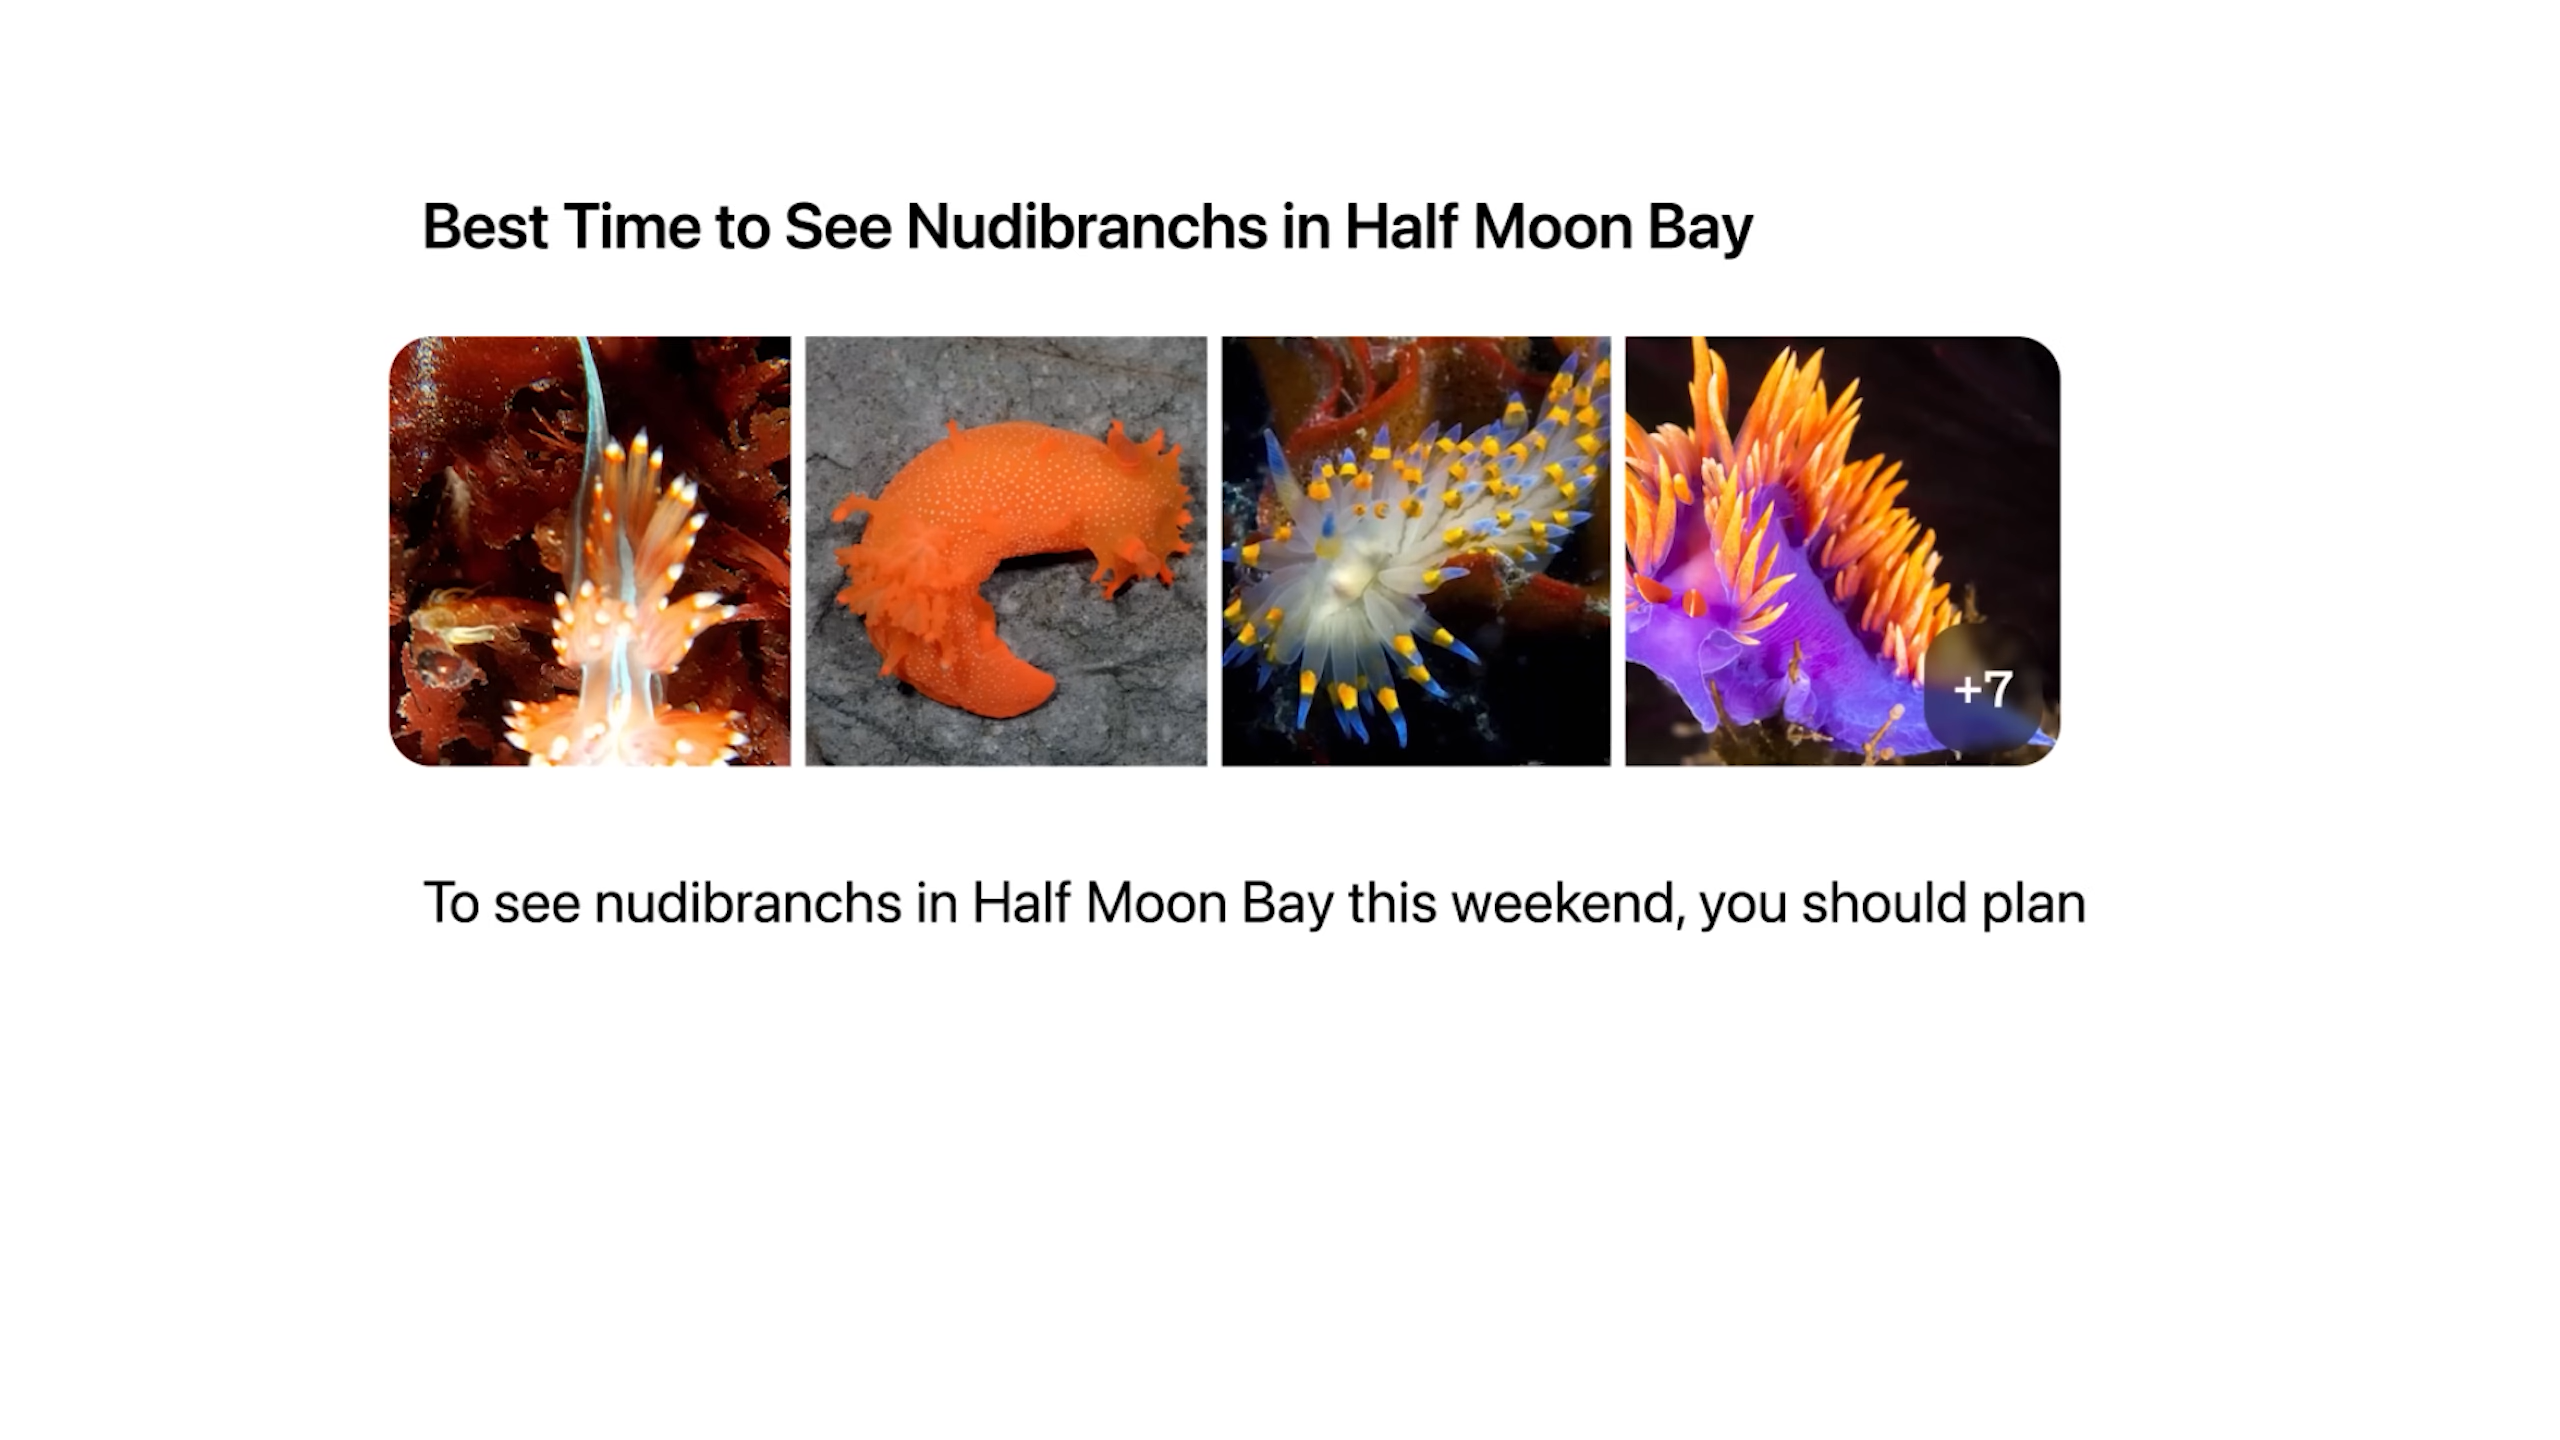 Best Time to See Nudibranchs in Half Moon Bay
+7
To see nudibranchs in Half Moon Bay this weekend, you should plan